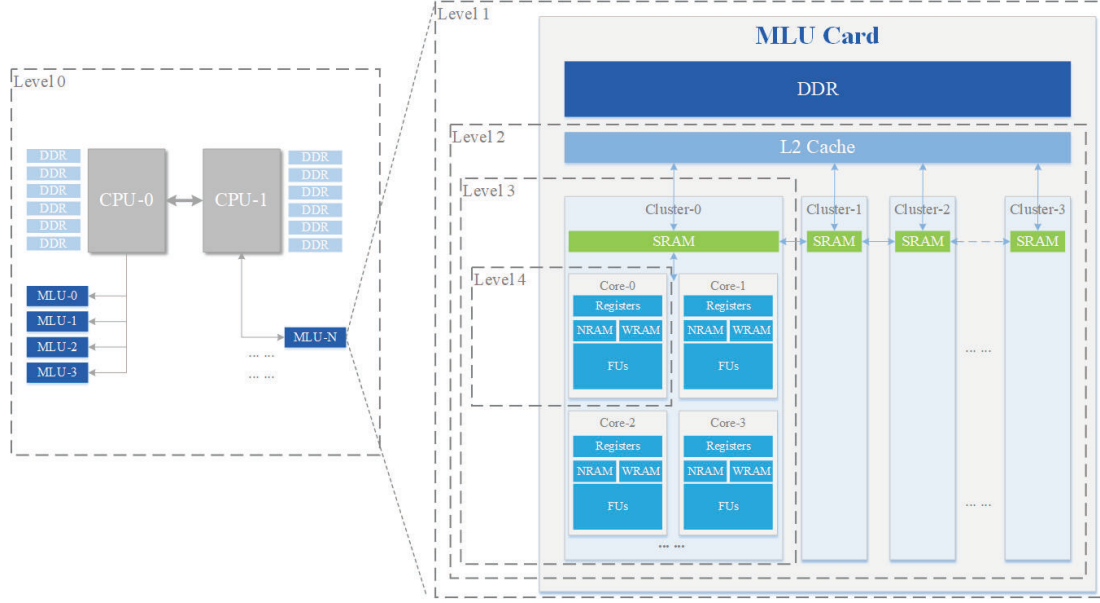 Level 0
DDR
DDR
DDR
DDR
DDR
DDR
CPU-0
CPU-1
DDR
DDR
DDR
DDR
DDR
DDR
MLU-0
MLU-1
MLU-2
MLU-3
MLU-N
... ...
... ...
Level 1
MLU Card
DDR
Level 2
L2 Cache
Level 3
Cluster-0
Cluster-1
Cluster-2
Cluster-3
SRAM
SRAM
SRAM
SRAM
Level 4
Core-0
Registers
NRAM
WRAM
FUs
Core-1
Registers
NRAM
WRAM
FUs
Core-2
Registers
NRAM
WRAM
FUs
Core-3
Registers
NRAM
WRAM
FUs
... ...
... ...
... ...